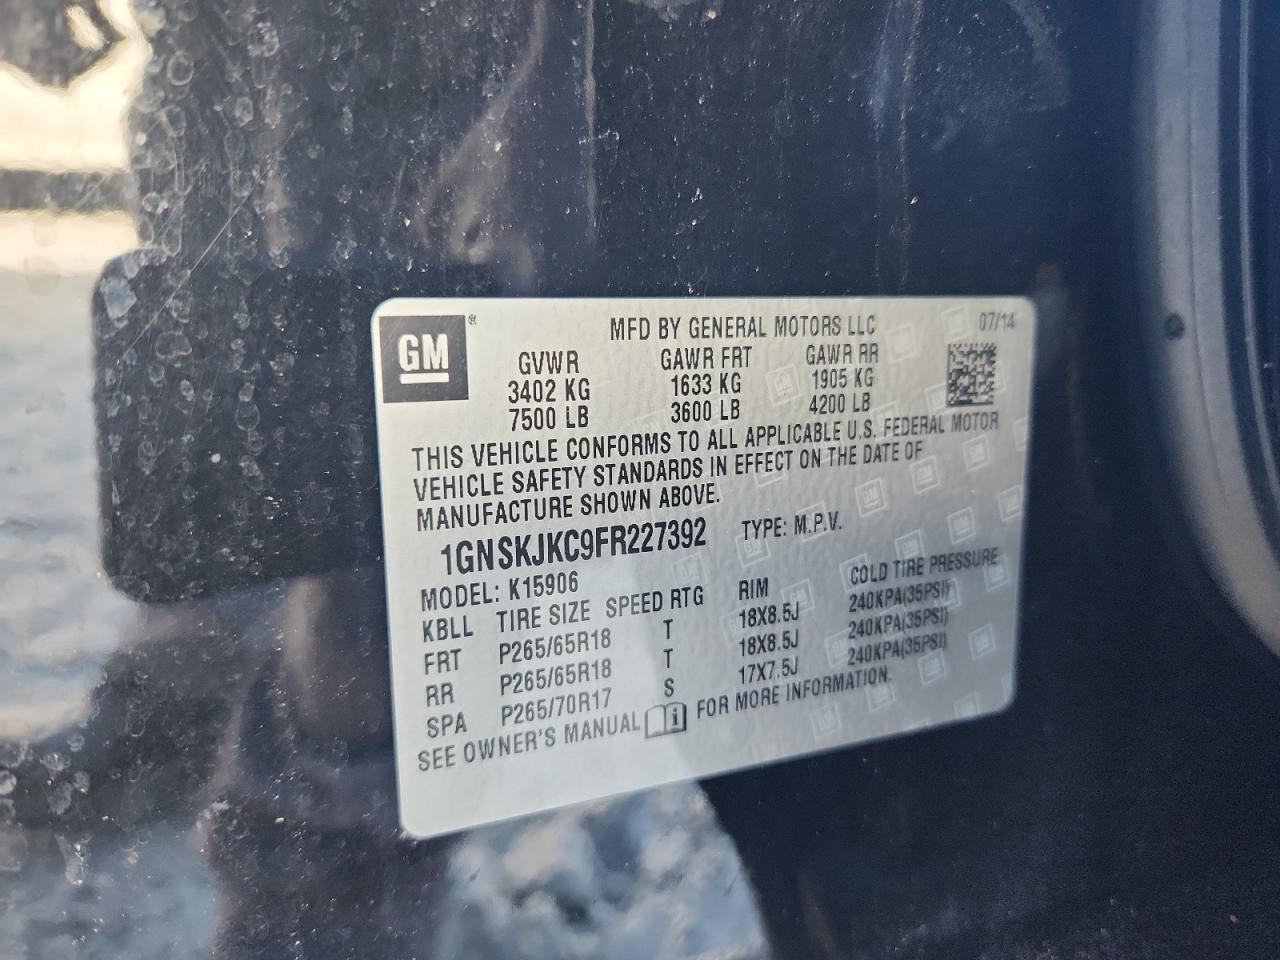 GM ®
MFD BY GENERAL MOTORS LLC 07/14
GVWR GAWR FRT GAWR RR
3402 KG 1633 KG 1905 KG
7500 LB 3600 LB 4200 LB
THIS VEHICLE CONFORMS TO ALL APPLICABLE U.S. FEDERAL MOTOR
VEHICLE SAFETY STANDARDS IN EFFECT ON THE DATE OF
MANUFACTURE SHOWN ABOVE.
1GNSKJKC9FR227392 TYPE: M.P.V.
MODEL: K15906
KBLL TIRE SIZE SPEED RTG RIM COLD TIRE PRESSURE
FRT P265/65R18 T 18X8.5J 240KPA(35PSI)
RR P265/65R18 T 18X8.5J 240KPA(35PSI)
SPA P265/70R17 S 17X7.5J 240KPA(35PSI)
SEE OWNER'S MANUAL i FOR MORE INFORMATION.